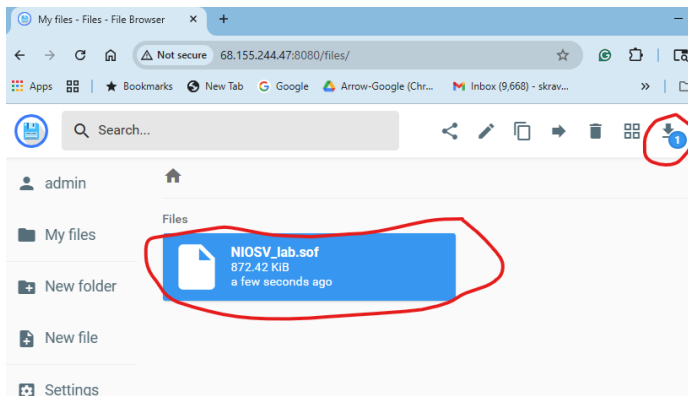 My files - Files - File Browser
Not secure 68.155.244.47:8080/files/
Apps Bookmarks New Tab Google Arrow-Google (Chr... Inbox (9,668) - skrav...
Search...
1
admin
My files
Files
NIOSV_lab.sof
872.42 KiB
a few seconds ago
New folder
New file
Settings